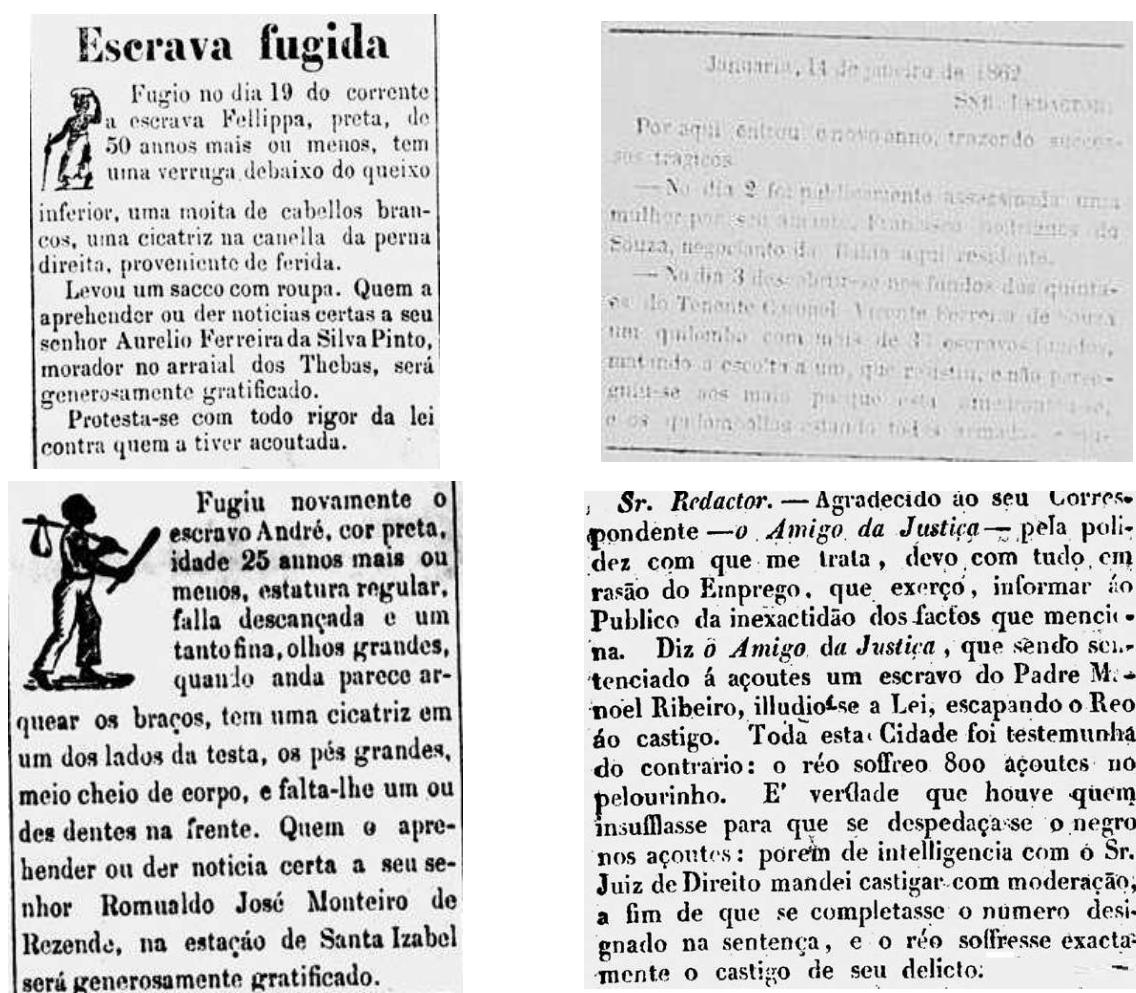 Escrava fugida
Fugio no dia 19 do corrente
a escrava Fellippa, preta, de
50 annos mais ou menos, tem
uma verruga debaixo do queixo
inferior, uma moita de cabellos bran-
cos, uma cicatriz na canella da perna
direita, proveniente de ferida.
Levou um sacco com roupa. Quem a
aprehender ou der noticias certas a seu
senhor Aurelio Ferreira da Silva Pinto,
morador no arraial dos Thebas, será
generosamente gratificado.
Protesta-se com todo rigor da lei
contra quem a tiver acoutada.
Januaria, 14 de janeiro de 1862
SNR. REDACTOR.
Por aqui entrou o novo anno, trazendo succes-
sos tragicos
— No dia 2 foi publicamente assassinada uma
mulher por seu amante, Francisco Rodrigues de
Souza, negociante da Bahia aqui residente.
— No dia 3 descobriu-se nos fundos dos quinta-
es do Tenente Coronel Vicente Ferreira de Souza
um quilombo com mais de escravos fugidos,
matando a escolta a um, que resistiu, e não perse-
guiu-se aos mais porque esta
e os quilombollas estando todos armados
Fugiu novamente o
escravo André, cor preta,
idade 25 annos mais ou
menos, estatura regular,
falla descançada e um
tanto fina, olhos grandes,
quando anda parece ar-
quear os braços, tem uma cicatriz em
um dos lados da testa, os pés grandes,
meio cheio de corpo, e falta-lhe um ou
des dentes na frente. Quem o apre-
hender ou der noticia certa a seu se-
nhor Romualdo José Monteiro de
Rezende, na estação de Santa Izabel
será generosamente gratificado.
Sr. Redactor. — Agradecido ao seu Corres-
pondente — o Amigo da Justiça — pela poli-
dez com que me trata, devo com tudo em
rasão do Emprego, que exerço, informar áo
Publico da inexactidão dos factos que mencio-
na. Diz o Amigo da Justiça, que sendo sen-
tenciado á açoutes um escravo do Padre Ma-
noel Ribeiro, illudio-se a Lei, escapando o Reo
áo castigo. Toda esta Cidade foi testemunha
do contrario: o réo soffreo 800 açoutes no
pelourinho. E' verdade que houve quem
insufflasse para que se despedaçasse o negro
nos açoutes: porem de intelligencia com o Sr.
Juiz de Direito mandei castigar com moderação,
a fim de que se completasse o numero desi-
gnado na sentença, e o réo soffresse exacta-
mente o castigo de seu delicto.